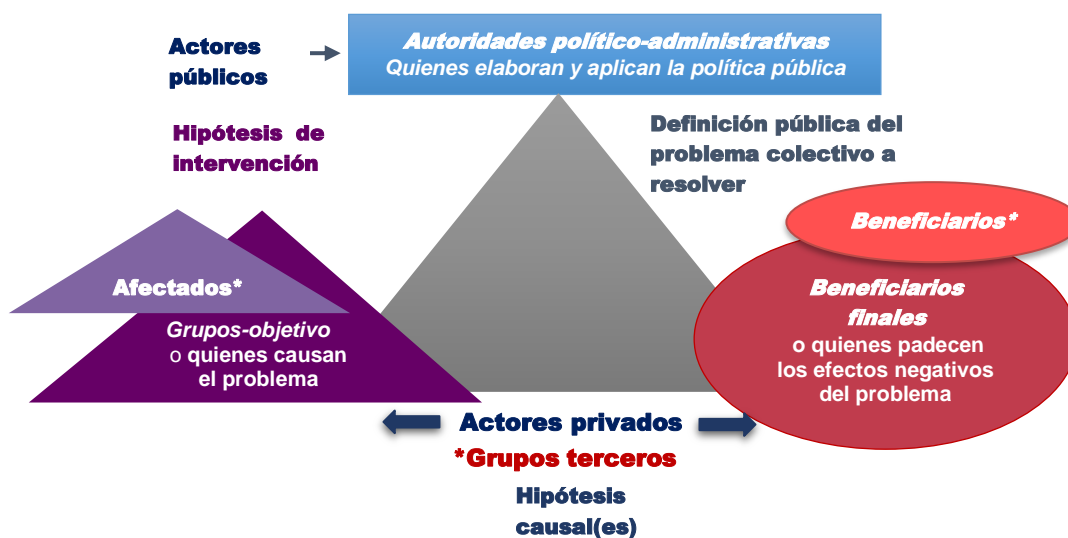 Actores
públicos
Autoridades político-administrativas
Quienes elaboran y aplican la política pública
Hipótesis de
intervención
Definición pública del
problema colectivo a
resolver
Afectados*
Grupos-objetivo
o quienes causan
el problema
Beneficiarios*
Beneficiarios
finales
o quienes padecen
los efectos negativos
del problema
Actores privados
*Grupos terceros
Hipótesis
causal(es)